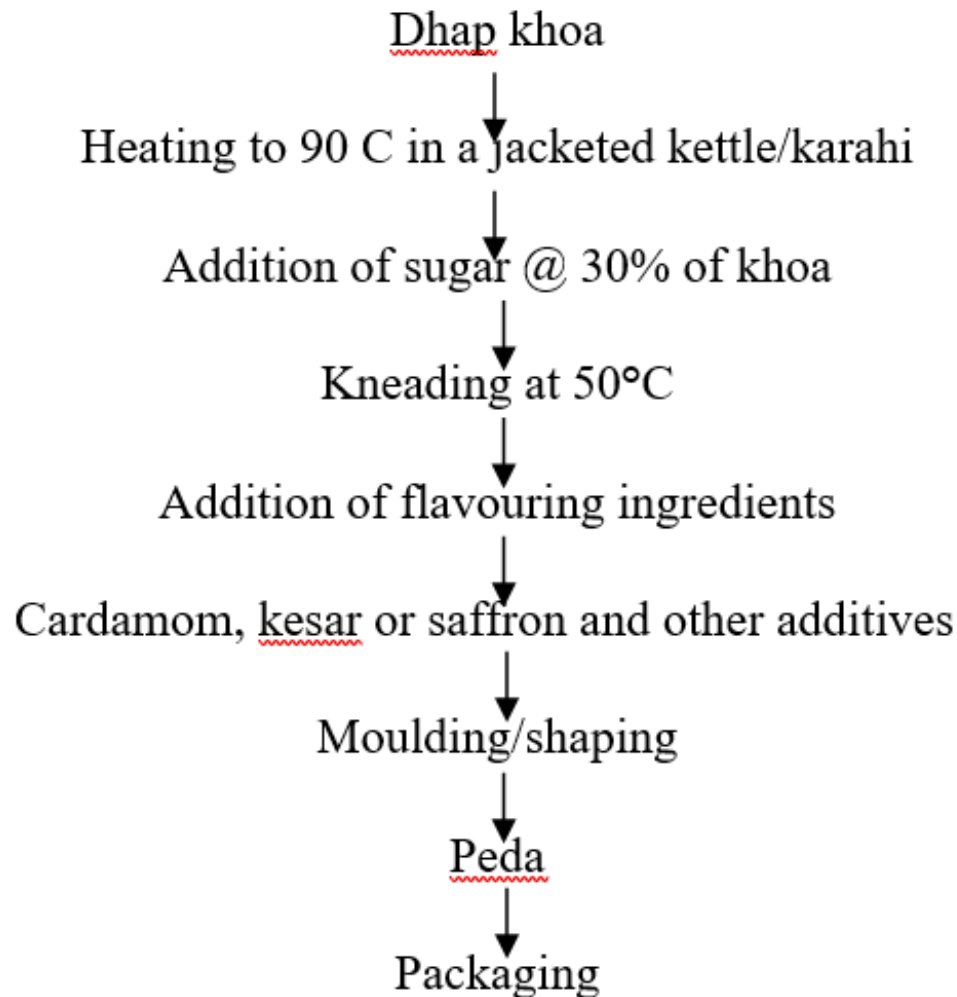 Dhap khoa
Heating to 90 C in a jacketed kettle/karahi
Addition of sugar @ 30% of khoa
Kneading at 50°C
Addition of flavouring ingredients
Cardamom, kesar or saffron and other additives
Moulding/shaping
Peda
Packaging